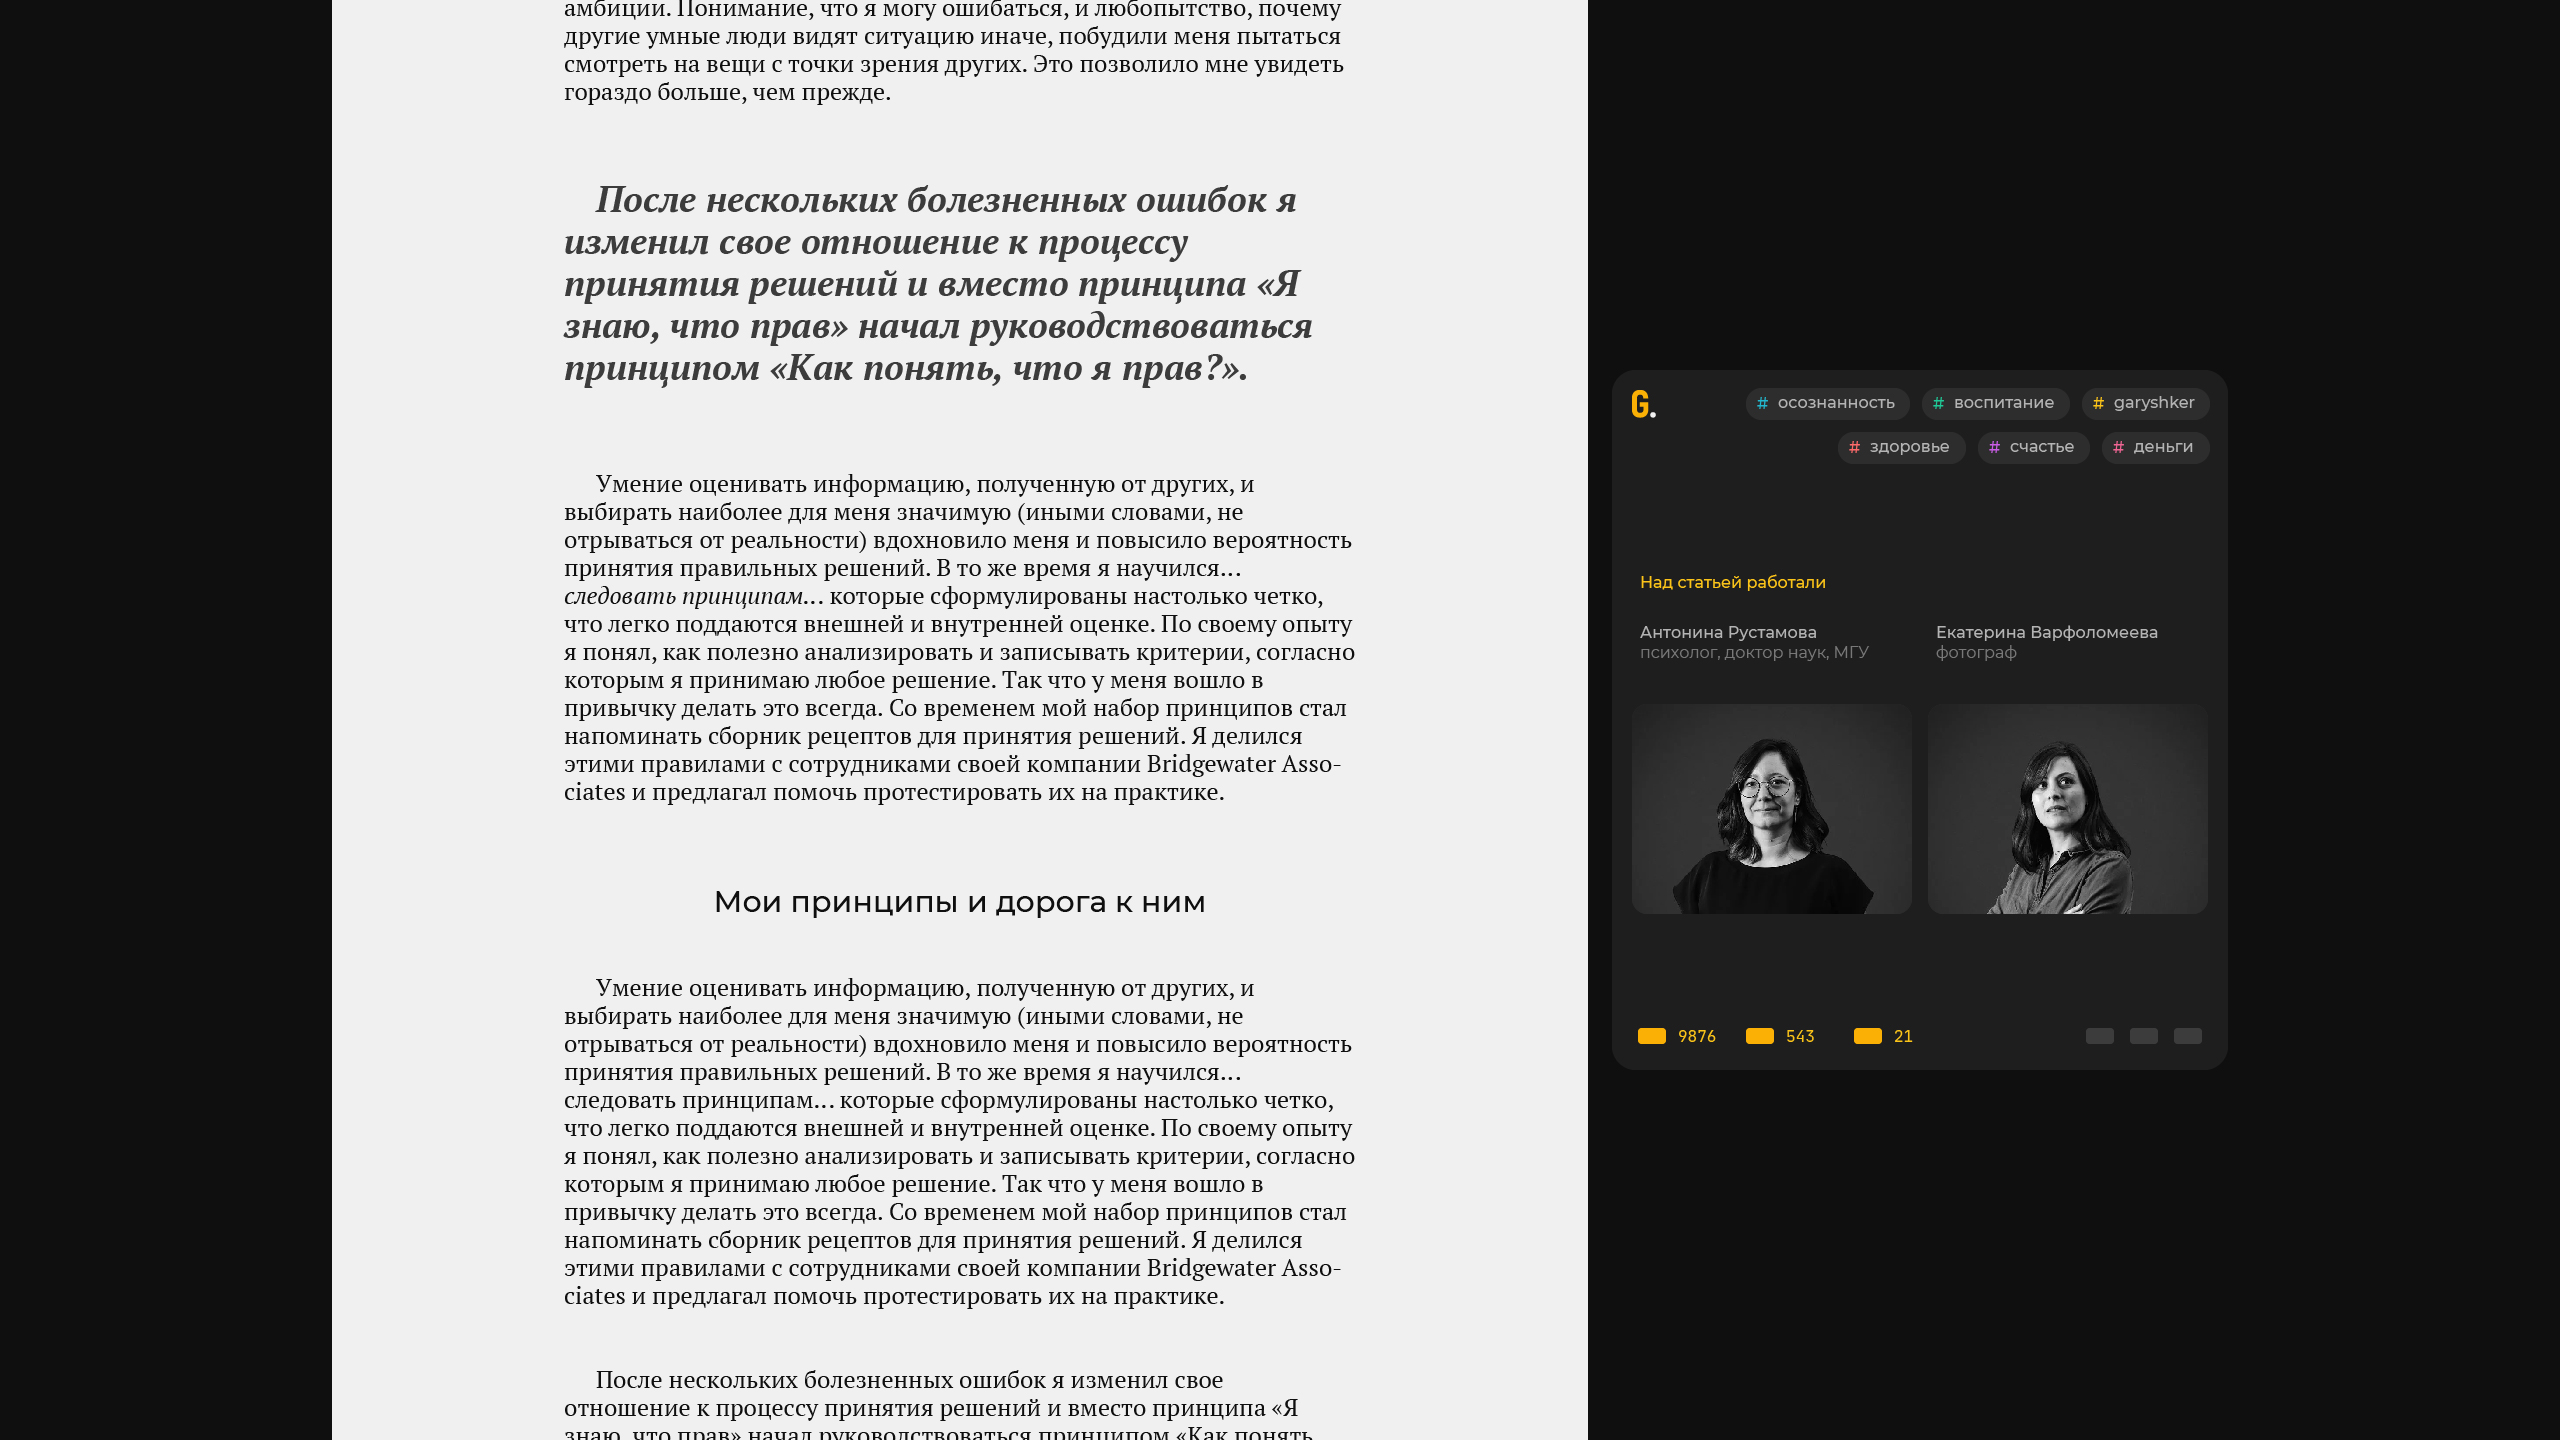 амбиции. Понимание, что я могу ошибаться, и любопытство, почему
другие умные люди видят ситуацию иначе, побудили меня пытаться
смотреть на вещи с точки зрения других. Это позволило мне увидеть
гораздо больше, чем прежде.
После нескольких болезненных ошибок я
изменил свое отношение к процессу
принятия решений и вместо принципа «Я
знаю, что прав» начал руководствоваться
принципом «Как понять, что я прав?».
Умение оценивать информацию, полученную от других, и
выбирать наиболее для меня значимую (иными словами, не
отрываться от реальности) вдохновило меня и повысило вероятность
принятия правильных решений. В то же время я научился...
следовать принципам... которые сформулированы настолько четко,
что легко поддаются внешней и внутренней оценке. По своему опыту
я понял, как полезно анализировать и записывать критерии, согласно
которым я принимаю любое решение. Так что у меня вошло в
привычку делать это всегда. Со временем мой набор принципов стал
напоминать сборник рецептов для принятия решений. Я делился
этими правилами с сотрудниками своей компании Bridgewater Asso-
ciates и предлагал помочь протестировать их на практике.
Мои принципы и дорога к ним
Умение оценивать информацию, полученную от других, и
выбирать наиболее для меня значимую (иными словами, не
отрываться от реальности) вдохновило меня и повысило вероятность
принятия правильных решений. В то же время я научился...
следовать принципам... которые сформулированы настолько четко,
что легко поддаются внешней и внутренней оценке. По своему опыту
я понял, как полезно анализировать и записывать критерии, согласно
которым я принимаю любое решение. Так что у меня вошло в
привычку делать это всегда. Со временем мой набор принципов стал
напоминать сборник рецептов для принятия решений. Я делился
этими правилами с сотрудниками своей компании Bridgewater Asso-
ciates и предлагал помочь протестировать их на практике.
После нескольких болезненных ошибок я изменил свое
отношение к процессу принятия решений и вместо принципа «Я
знаю, что прав» начал руководствоваться принципом «Как понять,
G.
# осознанность # воспитание # garyshker
# здоровье # счастье # деньги
Над статьей работали
Антонина Рустамова
психолог, доктор наук, МГУ
Екатерина Варфоломеева
фотограф
9876 543 21